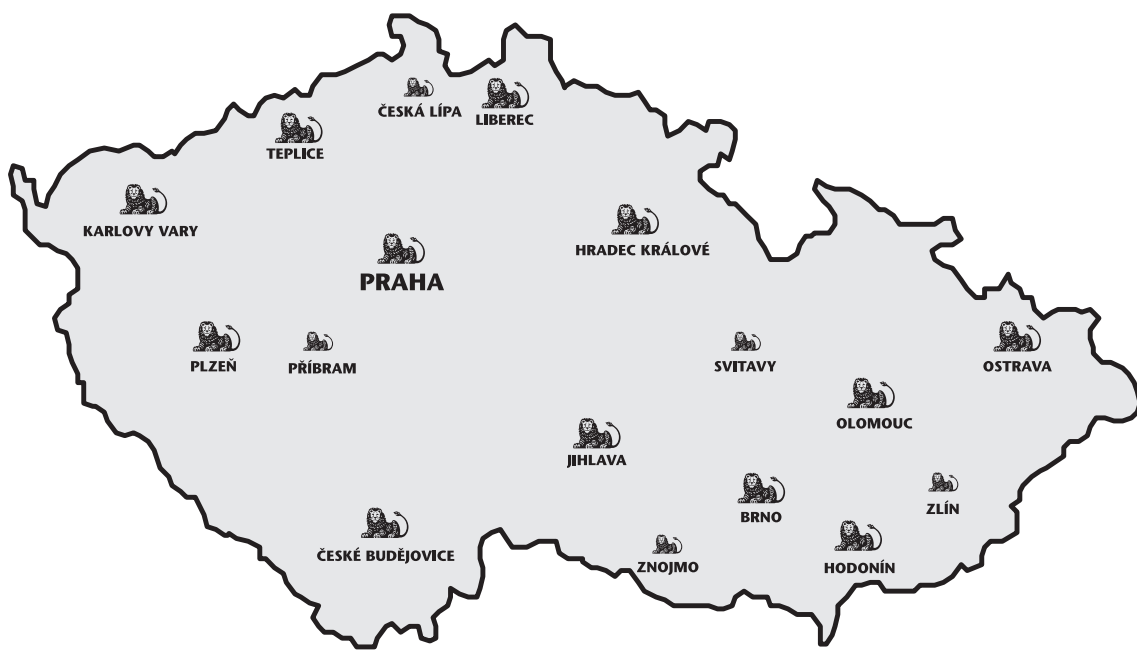 ČESKÁ LÍPA
LIBEREC
TEPLICE
KARLOVY VARY
HRADEC KRÁLOVÉ
PRAHA
PLZEŇ
PŘÍBRAM
SVITAVY
OSTRAVA
OLOMOUC
JIHLAVA
ZLÍN
BRNO
ČESKÉ BUDĚJOVICE
ZNOJMO
HODONÍN